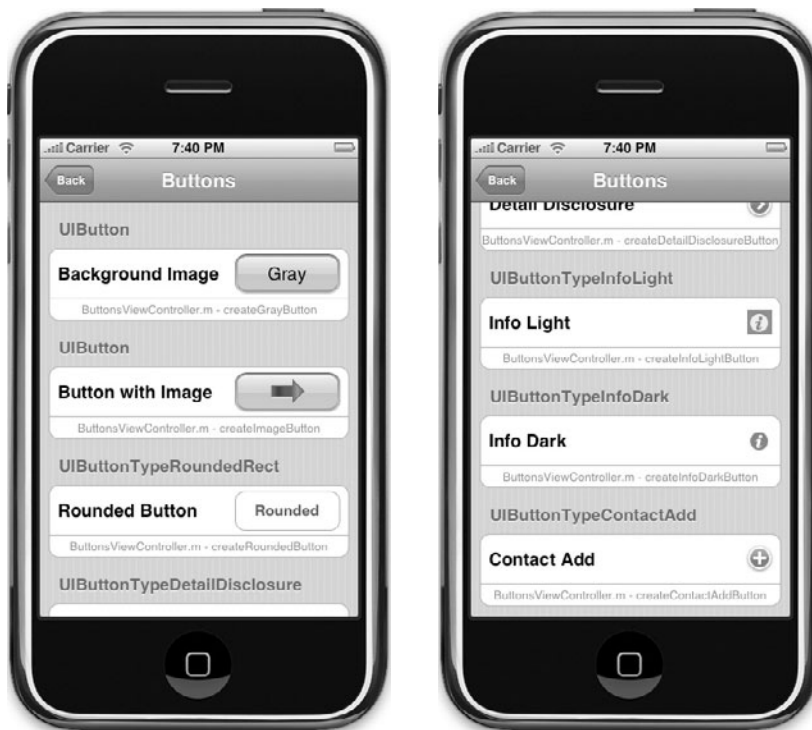 Carrier 7:40 PM
Back Buttons
UIButton
Background Image Gray
ButtonsViewController.m - createGrayButton
UIButton
Button with Image
ButtonsViewController.m - createImageButton
UIButtonTypeRoundedRect
Rounded Button Rounded
ButtonsViewController.m - createRoundedButton
UIButtonTypeDetailDisclosure
Carrier 7:40 PM
Back Buttons
Detail Disclosure
ButtonsViewController.m - createDetailDisclosureButton
UIButtonTypeInfoLight
Info Light
ButtonsViewController.m - createInfoLightButton
UIButtonTypeInfoDark
Info Dark
ButtonsViewController.m - createInfoDarkButton
UIButtonTypeContactAdd
Contact Add
ButtonsViewController.m - createContactAddButton